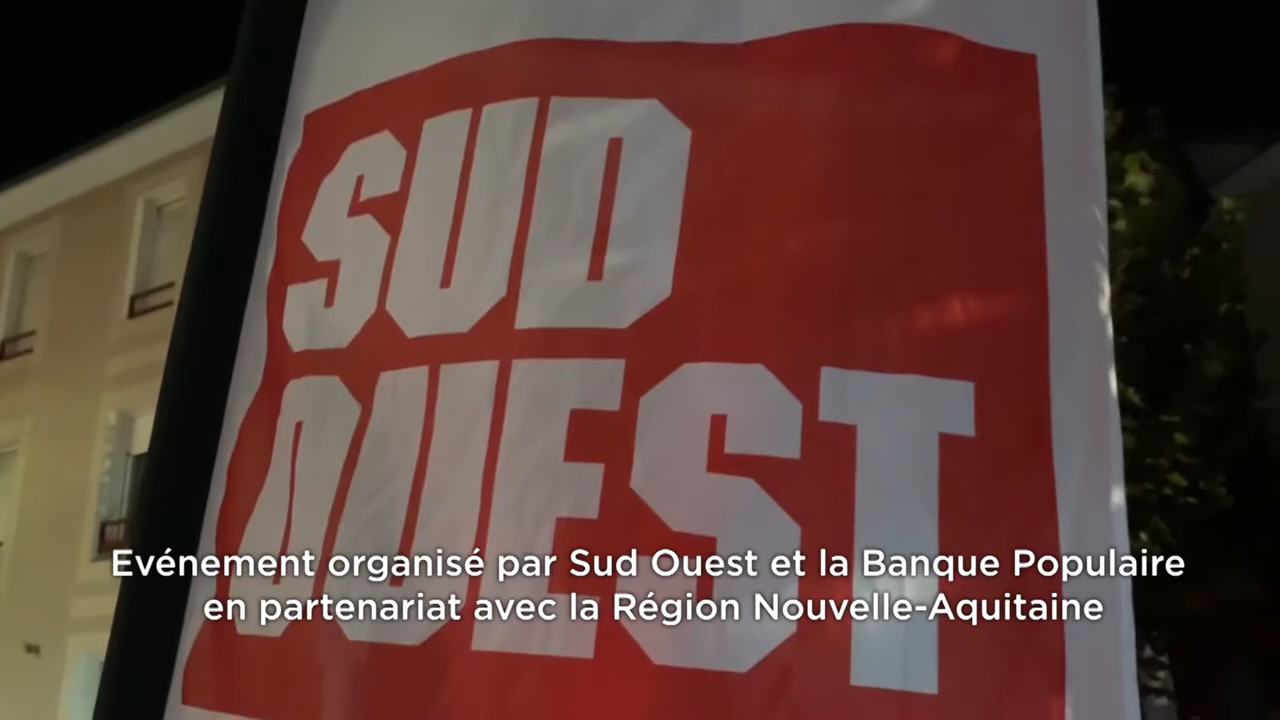 SUD
OUEST
Evénement organisé par Sud Ouest et la Banque Populaire
en partenariat avec la Région Nouvelle-Aquitaine